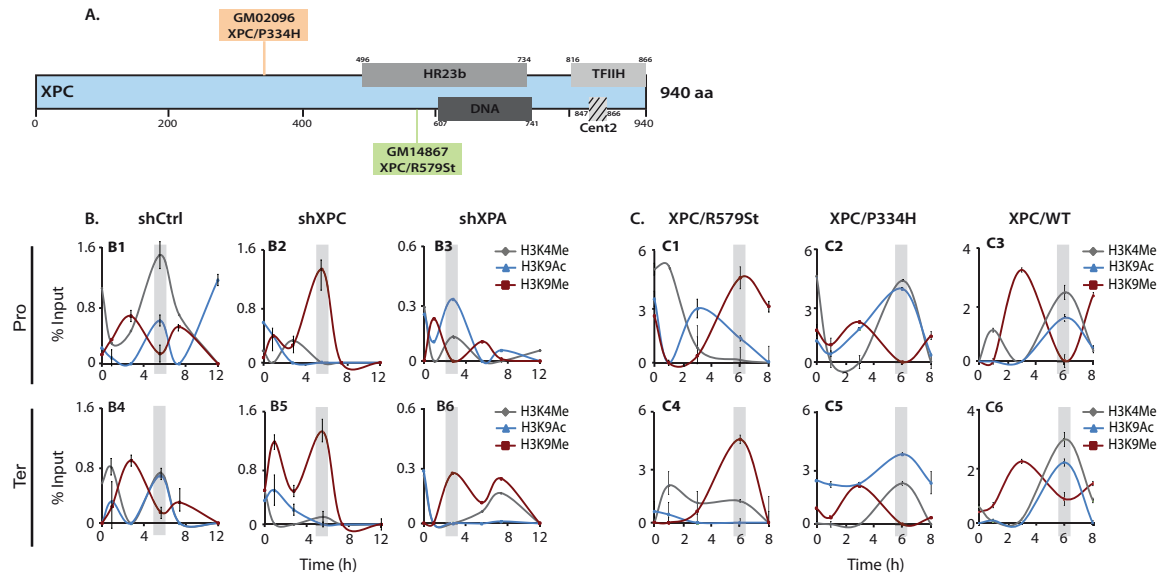 A.
GM02096
XPC/P334H
496 734 816 866
HR23b TFIIH
XPC 940 aa
DNA
0 200 400 607 741 847 866 940
Cent2
GM14867
XPC/R579St
B. shCtrl shXPC shXPA C. XPC/R579St XPC/P334H XPC/WT
Pro
% Input
B1
1.6
0.8
0
0 4 8 12
B2
1.6
0.8
0
0 4 8 12
B3
0.6
0.3
0
0 4 8 12
H3K4Me
H3K9Ac
H3K9Me
C1
6
3
0
0 2 4 6 8
C2
6
3
0
0 2 4 6 8
C3
4
2
0
0 2 4 6 8
H3K4Me
H3K9Ac
H3K9Me
Ter
% Input
B4
1.6
0.8
0
0 4 8 12
B5
1.6
0.8
0
0 4 8 12
B6
0.6
0.3
0
0 4 8 12
H3K4Me
H3K9Ac
H3K9Me
C4
6
3
0
0 2 4 6 8
C5
6
3
0
0 2 4 6 8
C6
4
2
0
0 2 4 6 8
H3K4Me
H3K9Ac
H3K9Me
Time (h) Time (h)